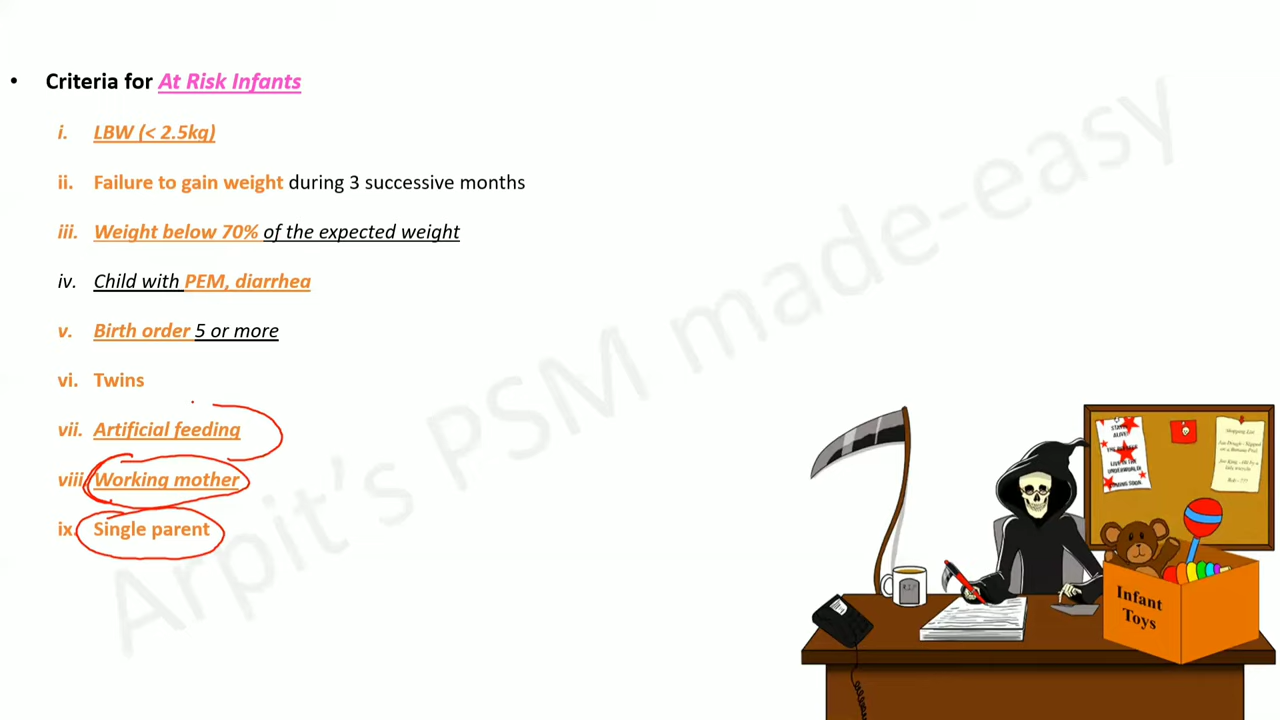 • Criteria for At Risk Infants
i. LBW (< 2.5kg)
ii. Failure to gain weight during 3 successive months
iii. Weight below 70% of the expected weight
iv. Child with PEM, diarrhea
v. Birth order 5 or more
vi. Twins
vii. Artificial feeding
viii. Working mother
ix. Single parent
Arpit's PSM made-easy
Shopping List
Infant
Toys